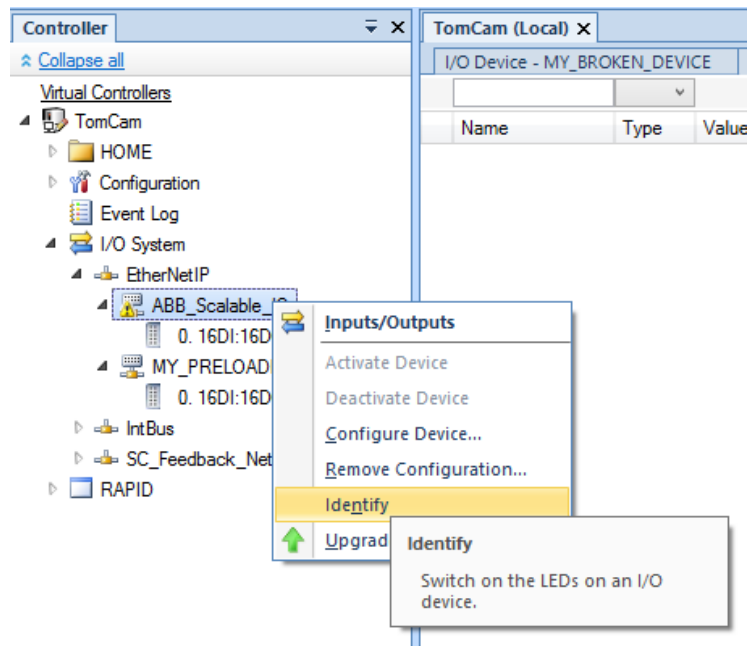 Controller
Collapse all
Virtual Controllers
TomCam
HOME
Configuration
Event Log
I/O System
EtherNetIP
ABB_Scalable_
0. 16DI:16D
MY_PRELOAD
0. 16DI:16D
IntBus
SC_Feedback_Net
RAPID
TomCam (Local)
I/O Device - MY_BROKEN_DEVICE
Name Type Value
Inputs/Outputs
Activate Device
Deactivate Device
Configure Device...
Remove Configuration...
Identify
Upgrad
Identify
Switch on the LEDs on an I/O
device.